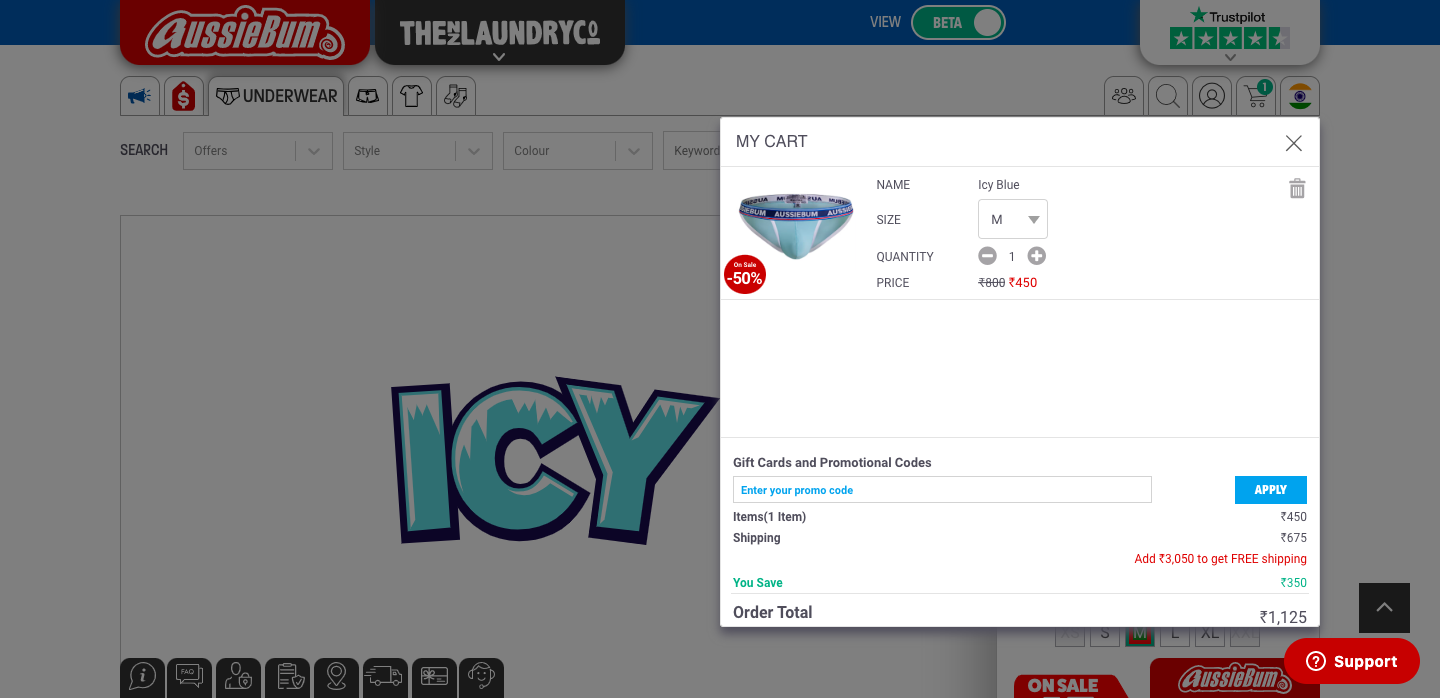 AussieBum
THE NZ LAUNDRY CO
VIEW
BETA
Trustpilot
UNDERWEAR
1
SEARCH
Offers
Style
Colour
Keyword
MY CART
NAME
Icy Blue
SIZE
M
QUANTITY
1
PRICE
₹800 ₹450
AUSSIEBUM
On Sale
-50%
ICY
Gift Cards and Promotional Codes
Enter your promo code
APPLY
Items(1 Item)
₹450
Shipping
₹675
Add ₹3,050 to get FREE shipping
You Save
₹350
Order Total
₹1,125
XS
S
M
L
XL
XXL
FAQ
Support
ON SALE
AussieBum